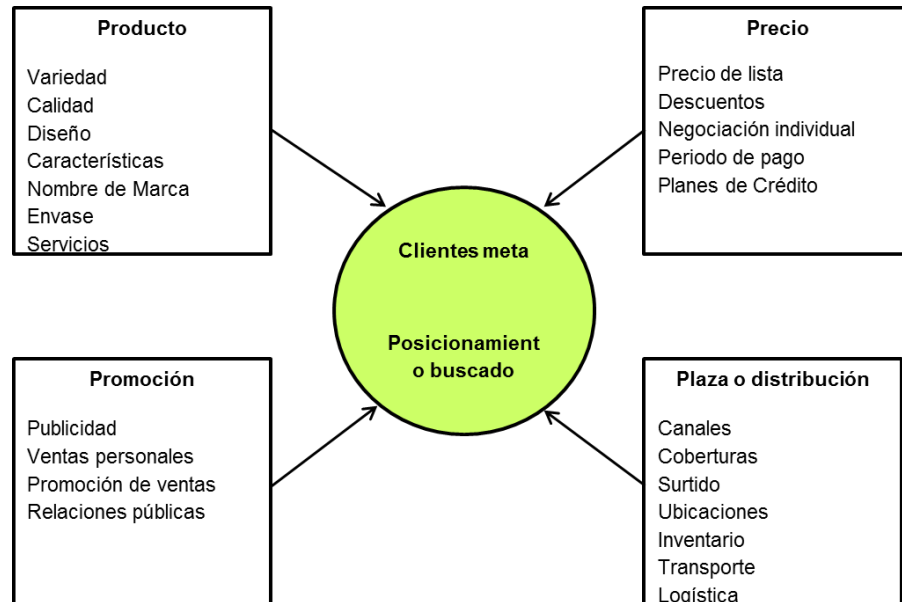 Producto
Variedad
Calidad
Diseño
Características
Nombre de Marca
Envase
Servicios
Precio
Precio de lista
Descuentos
Negociación individual
Periodo de pago
Planes de Crédito
Clientes meta
Posicionamient
o buscado
Promoción
Publicidad
Ventas personales
Promoción de ventas
Relaciones públicas
Plaza o distribución
Canales
Coberturas
Surtido
Ubicaciones
Inventario
Transporte
Logística